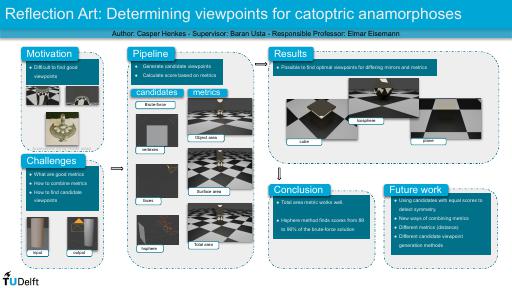 Reflection Art: Determining viewpoints for catoptric anamorphoses
Author: Casper Henkes - Supervisor: Baran Usta - Responsible Professor: Elmar Eisemann
Motivation
Difficult to find good
viewpoints
Challenges
What are good metrics
How to combine metrics
How to find candidate
viewpoints
input
output
Pipeline
Generate candidate viewpoints
Calculate score based on metrics
candidates
metrics
Brute-force
vertexes
faces
hsphere
Object area
Surface area
Total area
Results
Possible to find optimal viewpoints for differing mirrors and metrics
cube
Icosphere
plane
Conclusion
Total area metric works well.
Hsphere method finds scores from 89
to 96% of the brute-force solution
Future work
Using candidates with equal scores to
detect symmetry
New ways of combining metrics
Different metrics (distance)
Different candidate viewpoint
generation methods
TUDelft